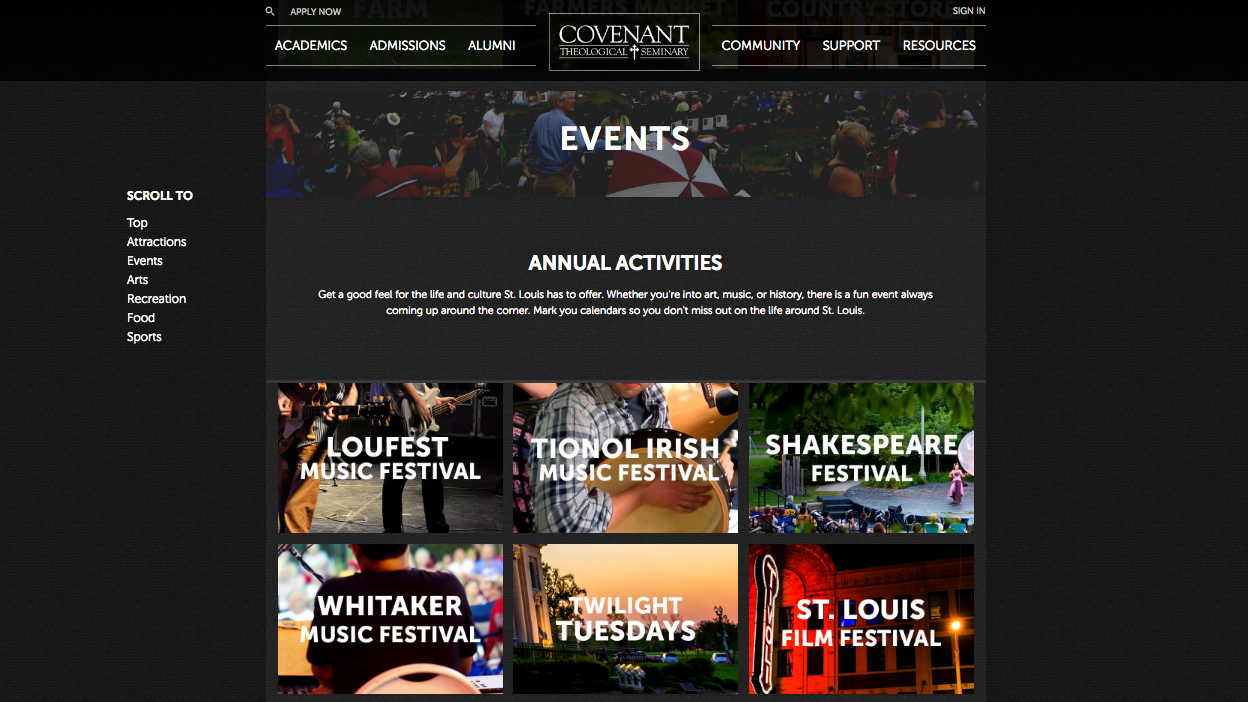 FARM
FARMERS MARKET
COUNTRY STORE
APPLY NOW
SIGN IN
ACADEMICS
ADMISSIONS
ALUMNI
COVENANT
THEOLOGICAL SEMINARY
COMMUNITY
SUPPORT
RESOURCES
EVENTS
SCROLL TO
Top
Attractions
Events
Arts
Recreation
Food
Sports
ANNUAL ACTIVITIES
Get a good feel for the life and culture St. Louis has to offer. Whether you're into art, music, or history, there is a fun event always
coming up around the corner. Mark you calendars so you don't miss out on the life around St. Louis.
LOUFEST
MUSIC FESTIVAL
TIONOL IRISH
MUSIC FESTIVAL
SHAKESPEARE
FESTIVAL
WHITAKER
MUSIC FESTIVAL
TWILIGHT
TUESDAYS
ST. LOUIS
FILM FESTIVAL